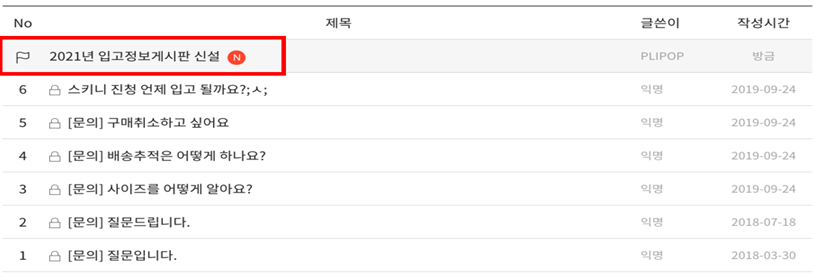 No 제목 글쓴이 작성시간
2021년 입고정보게시판 신설 N PLIPOP 방금
6 스키니 진청 언제 입고 될까요?;ㅅ; 익명 2019-09-24
5 [문의] 구매취소하고 싶어요 익명 2019-09-24
4 [문의] 배송추적은 어떻게 하나요? 익명 2019-09-24
3 [문의] 사이즈를 어떻게 알아요? 익명 2019-09-24
2 [문의] 질문드립니다. 익명 2018-07-18
1 [문의] 질문입니다. 익명 2018-03-30